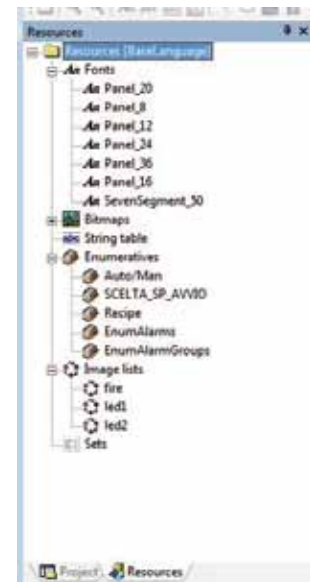 Resources
Resources [BaseLanguage]
Fonts
Panel_20
Panel_8
Panel_12
Panel_24
Panel_36
Panel_16
SevenSegment_50
Bitmaps
abc String table
Enumeratives
Auto/Man
SCELTA_SP_AVVIO
Recipe
EnumAlarms
EnumAlarmGroups
Image lists
fire
led1
led2
Sets
Project
Resources